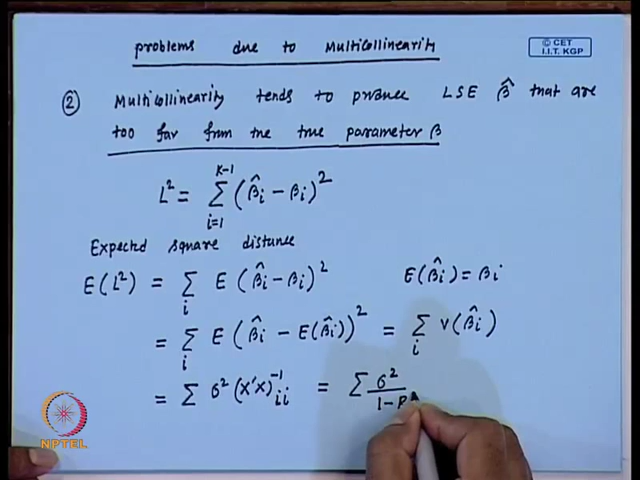 problems due to Multicollinearity
© CET
I.I.T. KGP
② Multicollinearity tends to produce LSE β̂ that are
too far from the true parameter β
L² = Σ_{i=1}^{K-1} (β̂i − βi)²
Expected square distance
E(L²) = Σ_i E(β̂i − βi)² E(β̂i) = βi
= Σ_i E(β̂i − E(β̂i))² = Σ_i V(β̂i)
= Σ σ² (X'X)⁻¹_{ii} = Σ σ²/(1−R
NPTEL